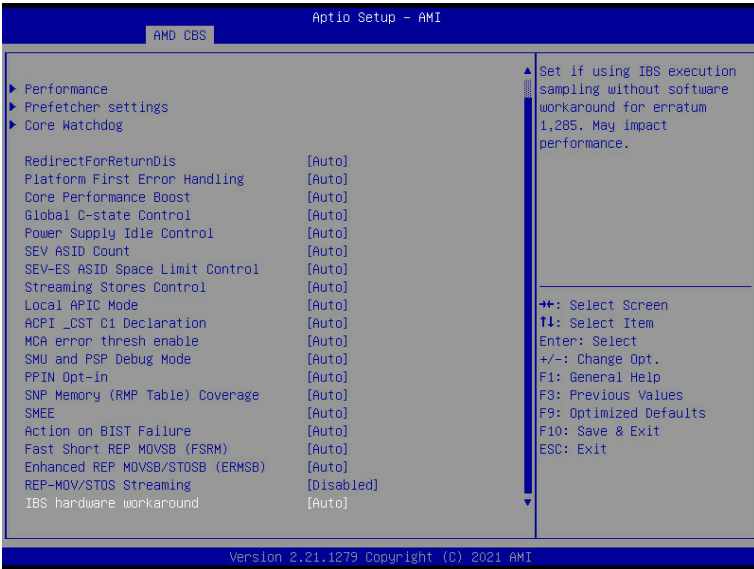 Aptio Setup – AMI
AMD CBS
Performance
Prefetcher settings
Core Watchdog
RedirectForReturnDis [Auto]
Platform First Error Handling [Auto]
Core Performance Boost [Auto]
Global C-state Control [Auto]
Power Supply Idle Control [Auto]
SEV ASID Count [Auto]
SEV-ES ASID Space Limit Control [Auto]
Streaming Stores Control [Auto]
Local APIC Mode [Auto]
ACPI _CST C1 Declaration [Auto]
MCA error thresh enable [Auto]
SMU and PSP Debug Mode [Auto]
PPIN Opt-in [Auto]
SNP Memory (RMP Table) Coverage [Auto]
SMEE [Auto]
Action on BIST Failure [Auto]
Fast Short REP MOVSB (FSRM) [Auto]
Enhanced REP MOVSB/STOSB (ERMSB) [Auto]
REP-MOV/STOS Streaming [Disabled]
IBS hardware workaround [Auto]
Set if using IBS execution
sampling without software
workaround for erratum
1,285. May impact
performance.
→←: Select Screen
↑↓: Select Item
Enter: Select
+/-: Change Opt.
F1: General Help
F3: Previous Values
F9: Optimized Defaults
F10: Save & Exit
ESC: Exit
Version 2.21.1279 Copyright (C) 2021 AMI